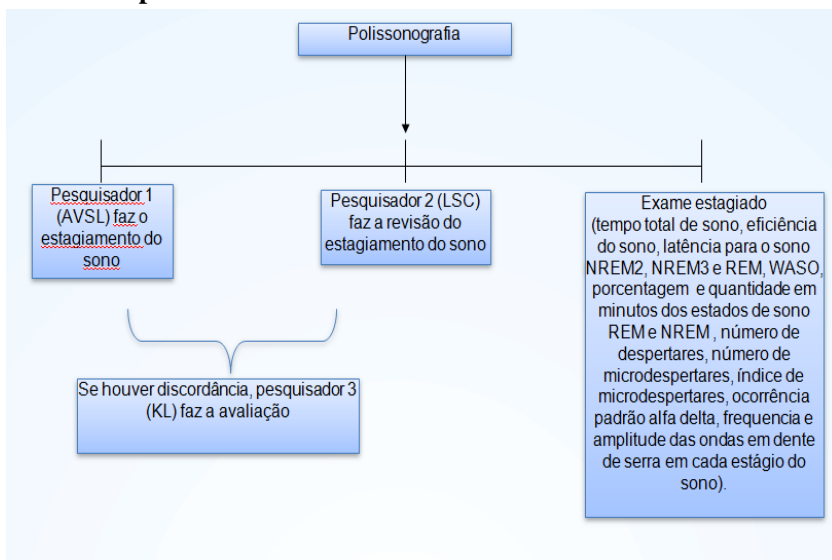 Polissonografia
Pesquisador 1
(AVSL) faz o
estagiamento do
sono
Pesquisador 2 (LSC)
faz a revisão do
estagiamento do sono
Exame estagiado
(tempo total de sono, eficiência
do sono, latência para o sono
NREM2, NREM3 e REM, WASO,
porcentagem e quantidade em
minutos dos estados de sono
REM e NREM , número de
despertares, número de
microdespertares, índice de
microdespertares, ocorrência
padrão alfa delta, frequencia e
amplitude das ondas em dente
de serra em cada estágio do
sono).
Se houver discordância, pesquisador 3
(KL) faz a avaliação